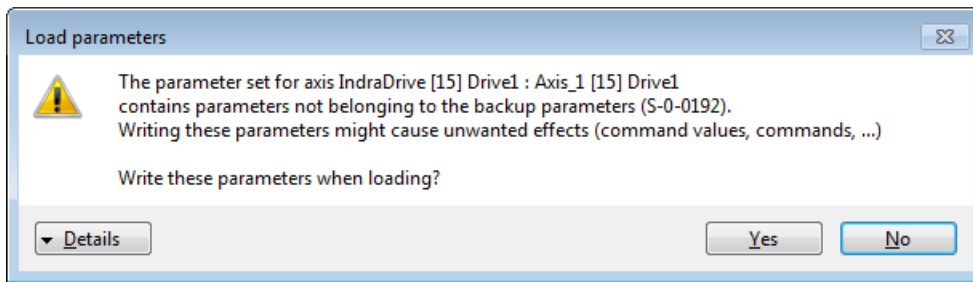 Load parameters
The parameter set for axis IndraDrive [15] Drive1 : Axis_1 [15] Drive1
contains parameters not belonging to the backup parameters (S-0-0192).
Writing these parameters might cause unwanted effects (command values, commands, ...)
Write these parameters when loading?
Details
Yes
No